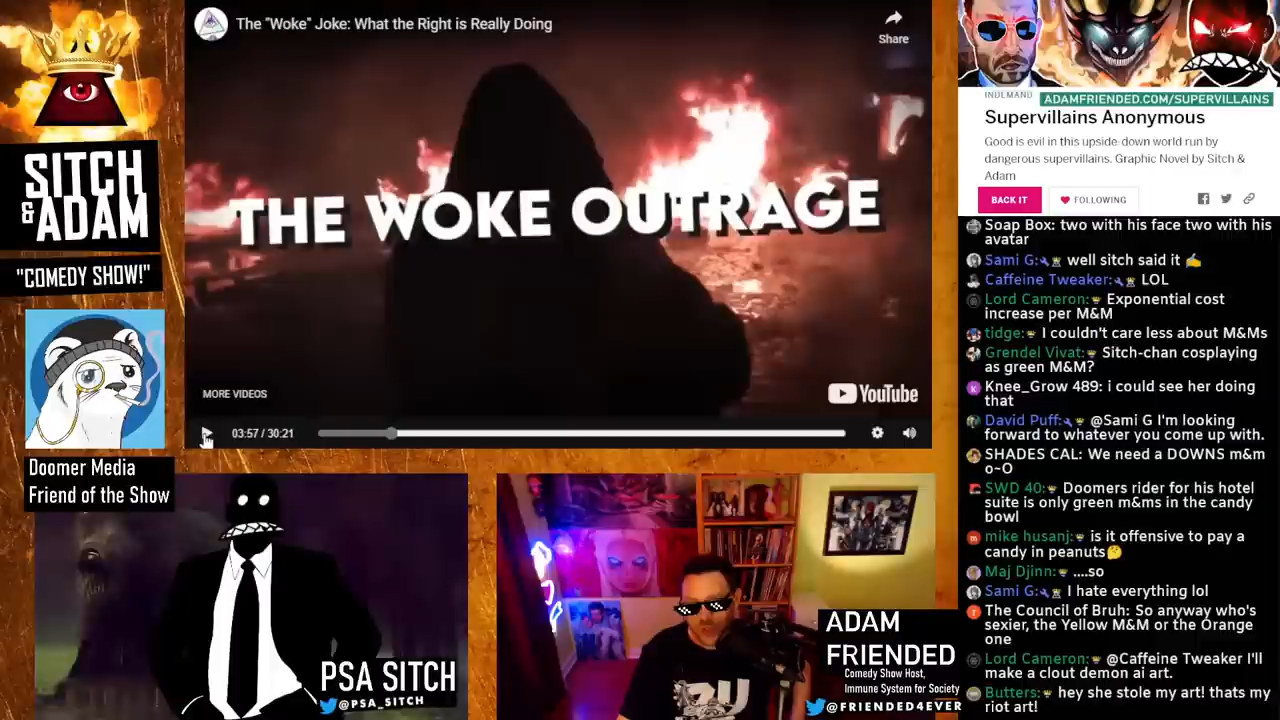 The "Woke" Joke: What the Right is Really Doing
Share
THE WOKE OUTRAGE
MORE VIDEOS
YouTube
03:57 / 30:21
SITCH
& ADAM
"COMEDY SHOW!"
Doomer Media
Friend of the Show
PSA SITCH
@PSA_SITCH
ADAM
FRIENDED
Comedy Show Host,
Immune System for Society
@FRIENDED4EVER
INDEMAND
ADAMFRIENDED.COM/SUPERVILLAINS
Supervillains Anonymous
Good is evil in this upside-down world run by
dangerous supervillains. Graphic Novel by Sitch &
Adam
BACK IT
FOLLOWING
Soap Box: two with his face two with his
avatar
Sami G: well sitch said it ✍
Caffeine Tweaker: LOL
Lord Cameron: Exponential cost
increase per M&M
tidge: I couldn't care less about M&Ms
Grendel Vivat: Sitch-chan cosplaying
as green M&M?
Knee_Grow 489: i could see her doing
that
David Puff: @Sami G I'm looking
forward to whatever you come up with.
SHADES CAL: We need a DOWNS m&m
o~O
SWD 40: Doomers rider for his hotel
suite is only green m&ms in the candy
bowl
mike husanj: is it offensive to pay a
candy in peanuts🤔
Maj Djinn: ....so
Sami G: I hate everything lol
The Council of Bruh: So anyway who's
sexier, the Yellow M&M or the Orange
one
Lord Cameron: @Caffeine Tweaker I'll
make a clout demon ai art.
Butters: hey she stole my art! thats my
riot art!